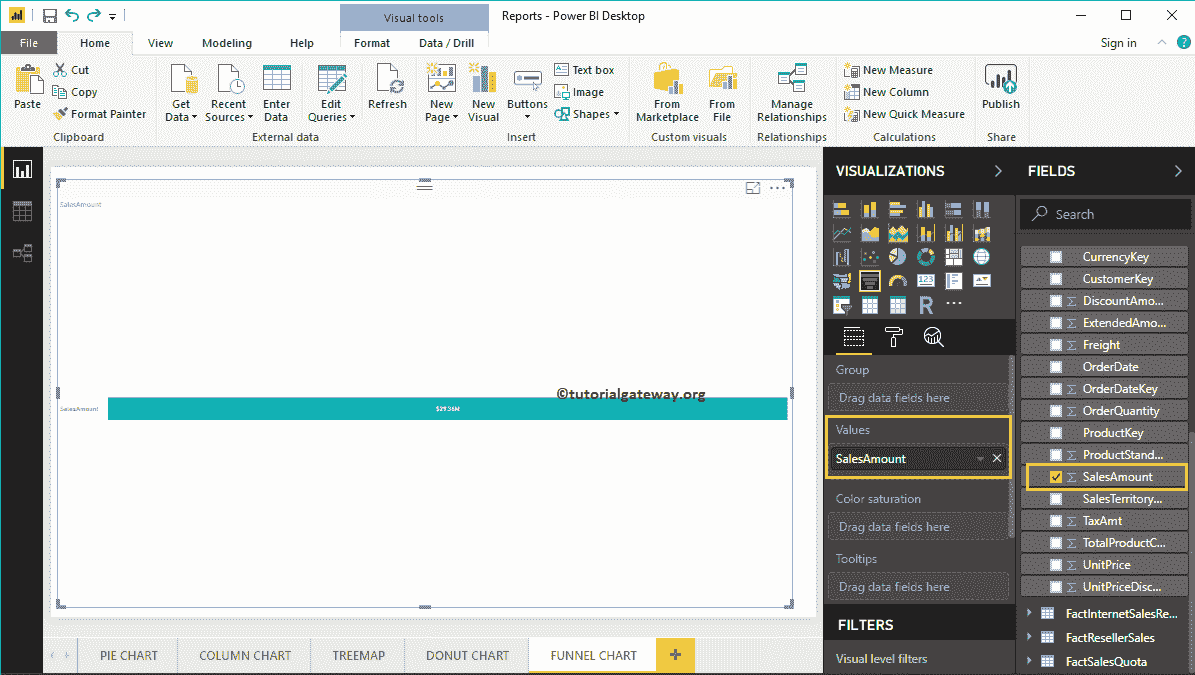 Visual tools
Reports - Power BI Desktop
File
Home
View
Modeling
Help
Format
Data / Drill
Sign in
?
Paste
Cut
Copy
Format Painter
Clipboard
Get
Data
Recent
Sources
Enter
Data
Edit
Queries
External data
Refresh
New
Page
New
Visual
Buttons
Text box
Image
Shapes
Insert
From
Marketplace
From
File
Custom visuals
Manage
Relationships
Relationships
New Measure
New Column
New Quick Measure
Calculations
Publish
Share
SalesAmount
SalesAmount
$29.36M
©tutorialgateway.org
VISUALIZATIONS
123
R
Group
Drag data fields here
Values
SalesAmount
Color saturation
Drag data fields here
Tooltips
Drag data fields here
FILTERS
Visual level filters
FIELDS
Search
CurrencyKey
CustomerKey
Σ DiscountAmo...
Σ ExtendedAmo...
Σ Freight
OrderDate
Σ OrderDateKey
Σ OrderQuantity
ProductKey
Σ ProductStand...
Σ SalesAmount
SalesTerritory...
Σ TaxAmt
Σ TotalProductC...
Σ UnitPrice
Σ UnitPriceDisc...
FactInternetSalesRe...
FactResellerSales
FactSalesQuota
PIE CHART
COLUMN CHART
TREEMAP
DONUT CHART
FUNNEL CHART
+